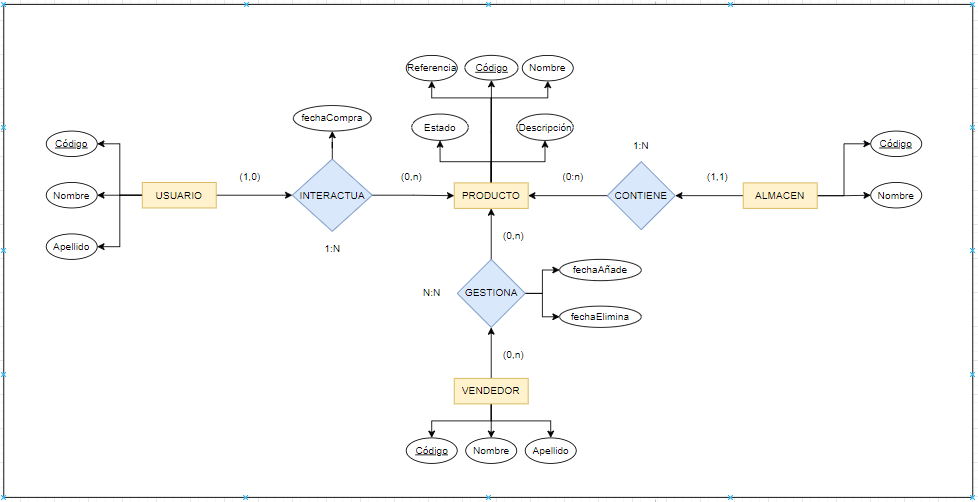 Referencia
Código
Nombre
fechaCompra
Estado
Descripción
Código
1:N
Código
(1,0)
(0,n)
(0:n)
(1,1)
Nombre
USUARIO
INTERACTUA
PRODUCTO
CONTIENE
ALMACEN
Nombre
Apellido
1:N
(0,n)
fechaAñade
N:N
GESTIONA
fechaElimina
(0,n)
VENDEDOR
Código
Nombre
Apellido